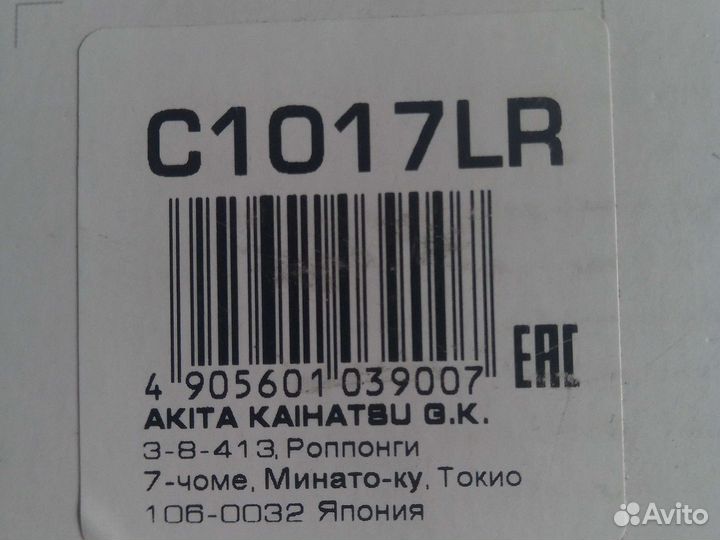 C1017LR
4 905601 039007
EAC
AKITA KAIHATSU G.K.
3-8-413, Роппонги
7-чоме, Минато-ку, Токио
106-0032 Япония
Avito